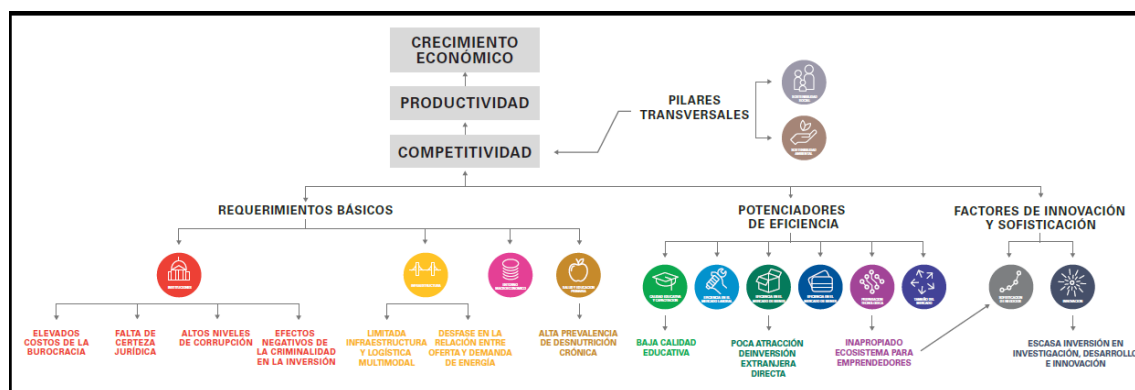 CRECIMIENTO
ECONÓMICO
PRODUCTIVIDAD
COMPETITIVIDAD
PILARES
TRANSVERSALES
REQUERIMIENTOS BÁSICOS
POTENCIADORES
DE EFICIENCIA
FACTORES DE INNOVACIÓN
Y SOFISTICACIÓN
ELEVADOS
COSTOS DE LA
BUROCRACIA
FALTA DE
CERTEZA
JURÍDICA
ALTOS NIVELES
DE CORRUPCIÓN
EFECTOS
NEGATIVOS DE
LA CRIMINALIDAD
EN LA INVERSIÓN
LIMITADA
INFRAESTRUCTURA
Y LOGÍSTICA
MULTIMODAL
DESFASE EN LA
RELACIÓN ENTRE
OFERTA Y DEMANDA
DE ENERGÍA
ALTA PREVALENCIA
DE DESNUTRICIÓN
CRÓNICA
BAJA CALIDAD
EDUCATIVA
POCA ATRACCIÓN
DEINVERSIÓN
EXTRANJERA
DIRECTA
INAPROPIADO
ECOSISTEMA PARA
EMPRENDEDORES
ESCASA INVERSIÓN EN
INVESTIGACIÓN, DESARROLLO
E INNOVACIÓN